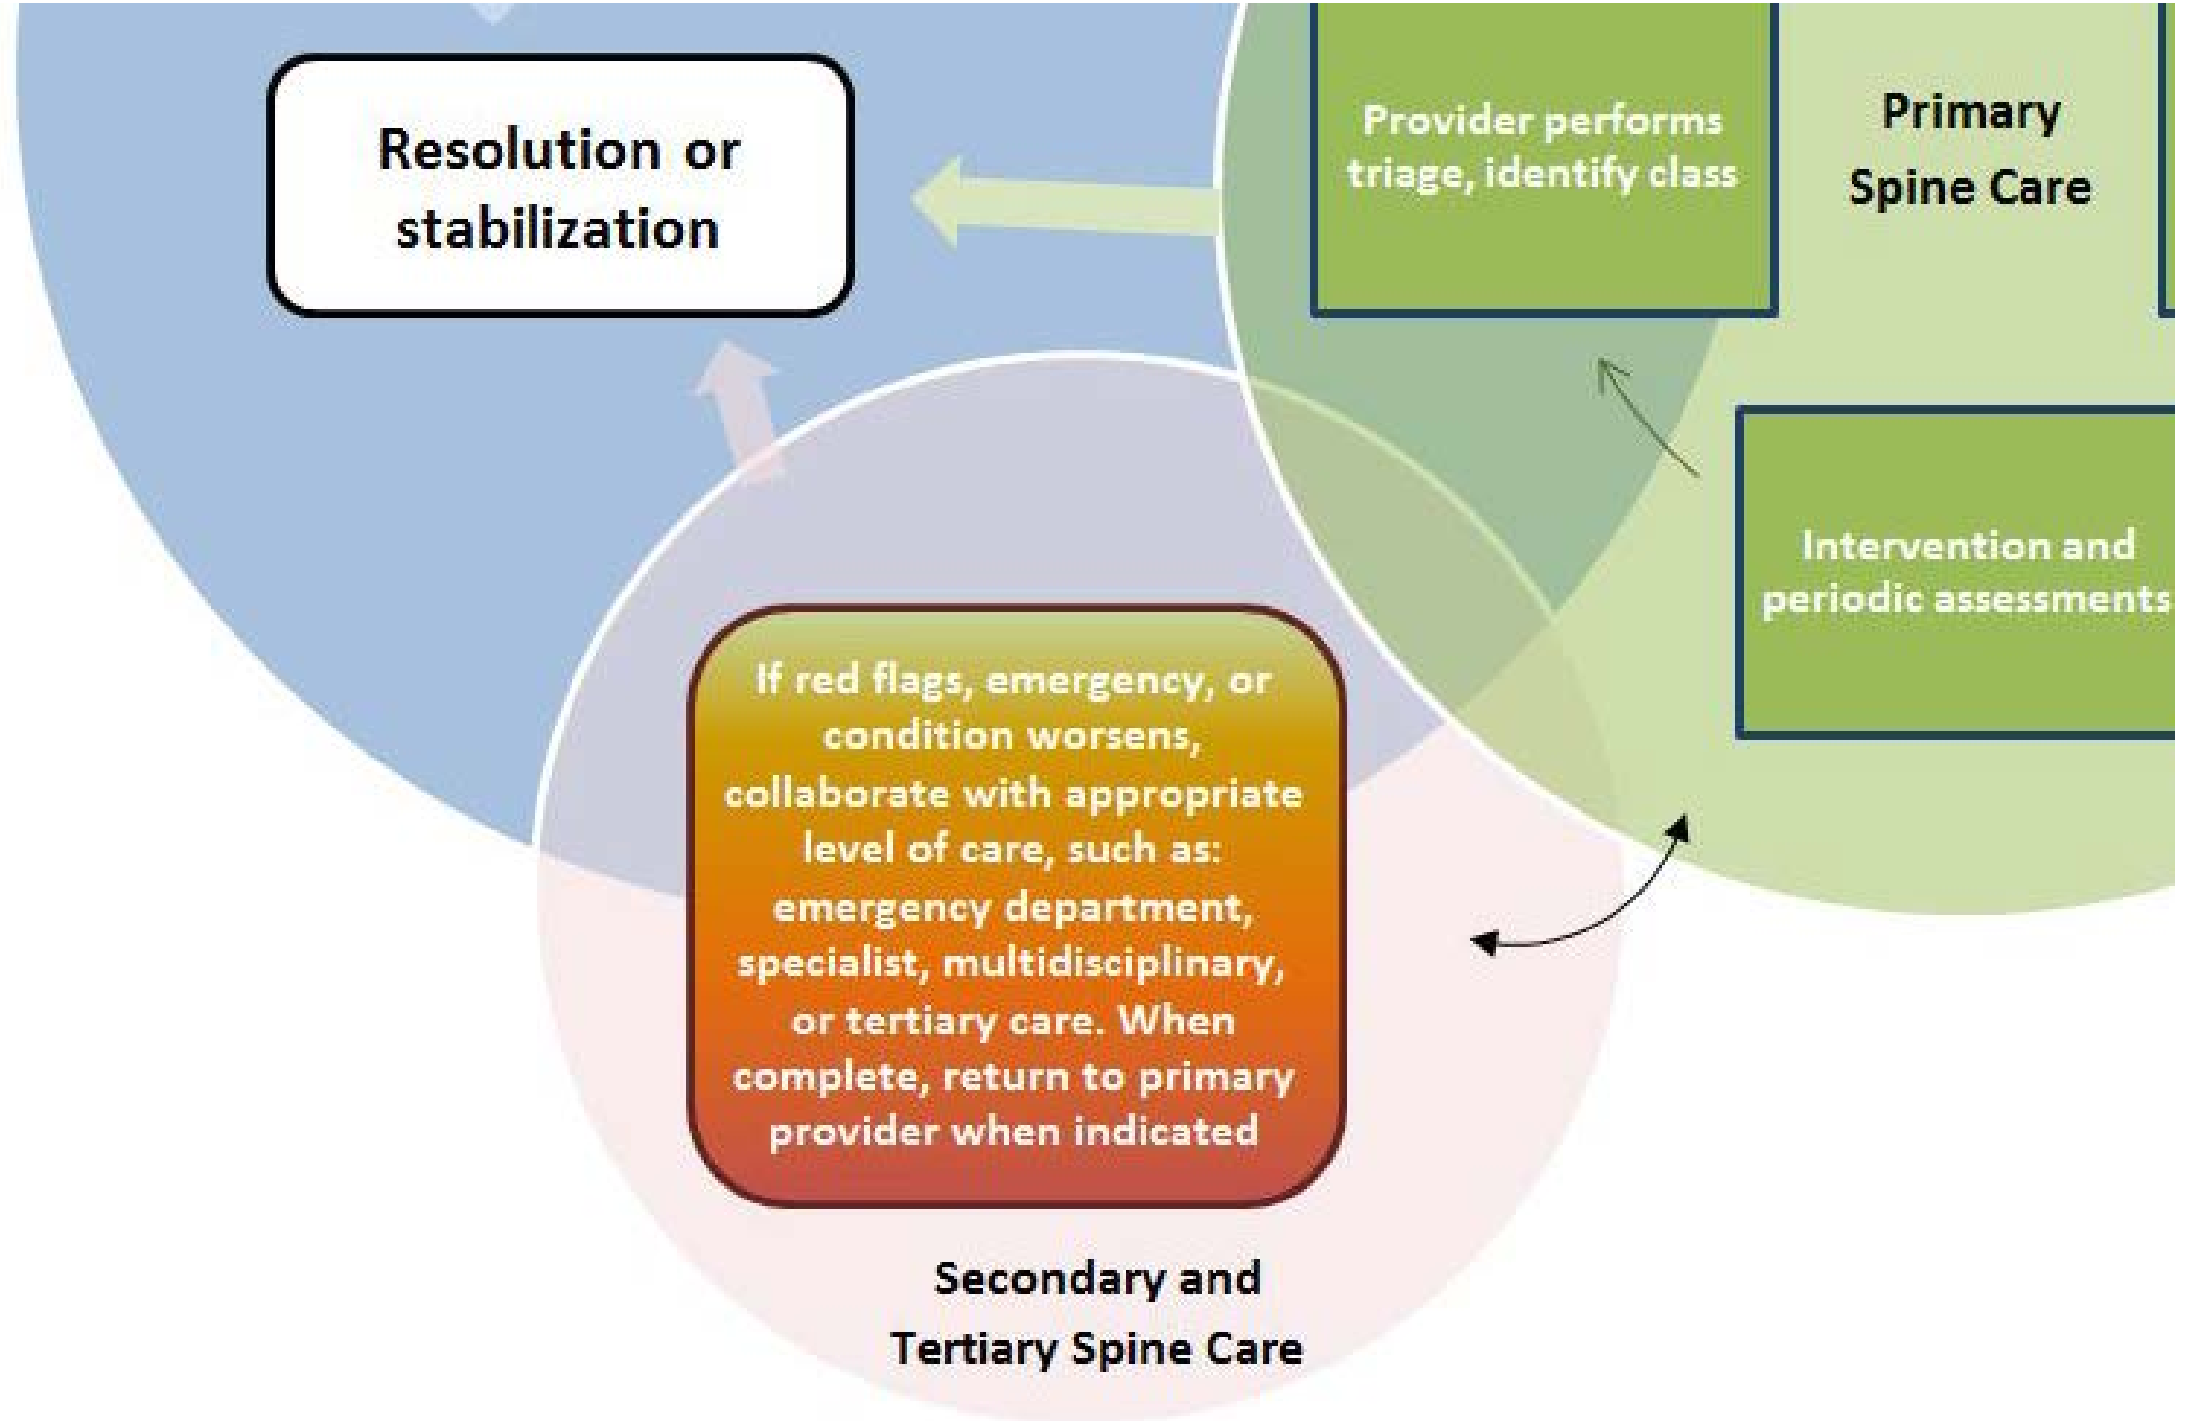 Resolution or
stabilization
Provider performs
triage, identify class
Primary
Spine Care
Intervention and
periodic assessments
If red flags, emergency, or
condition worsens,
collaborate with appropriate
level of care, such as:
emergency department,
specialist, multidisciplinary,
or tertiary care. When
complete, return to primary
provider when indicated
Secondary and
Tertiary Spine Care